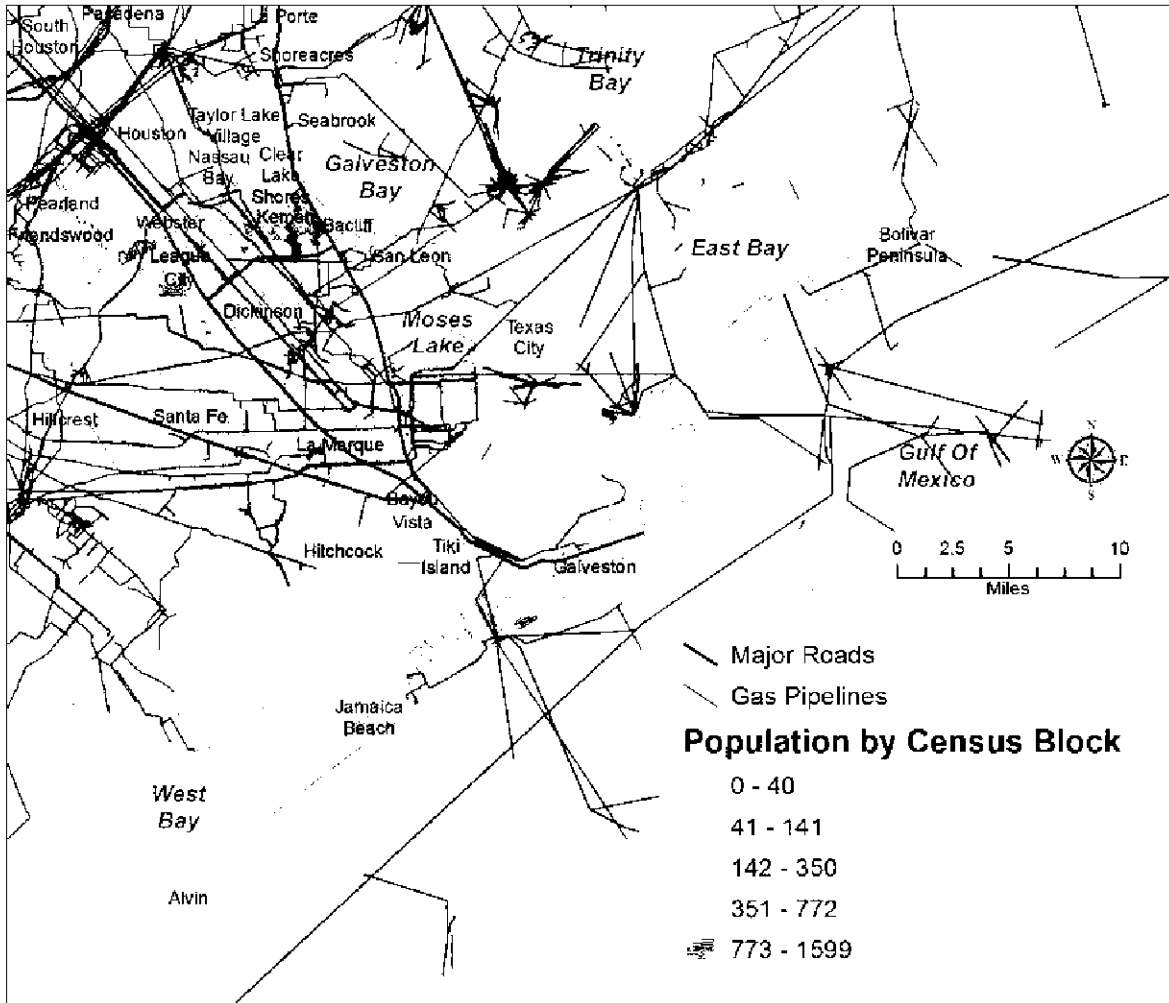 Pasadena
La Porte
South
Houston
Shoreacres
Trinity
Bay
Taylor Lake
Village
Seabrook
Houston
Nassau
Bay
Clear
Lake
Shores
Galveston
Bay
Pearland
Webster
Kemah
Bacliff
Friendswood
League
City
San Leon
East Bay
Bolivar
Peninsula
Dickinson
Moses
Lake
Texas
City
Hillcrest
Santa Fe
La Marque
Gulf Of
Mexico
N
W E
S
Bayou
Vista
Hitchcock
Tiki
Island
Galveston
0 2.5 5 10
Miles
Major Roads
Gas Pipelines
Jamaica
Beach
Population by Census Block
0 - 40
41 - 141
142 - 350
351 - 772
773 - 1599
West
Bay
Alvin